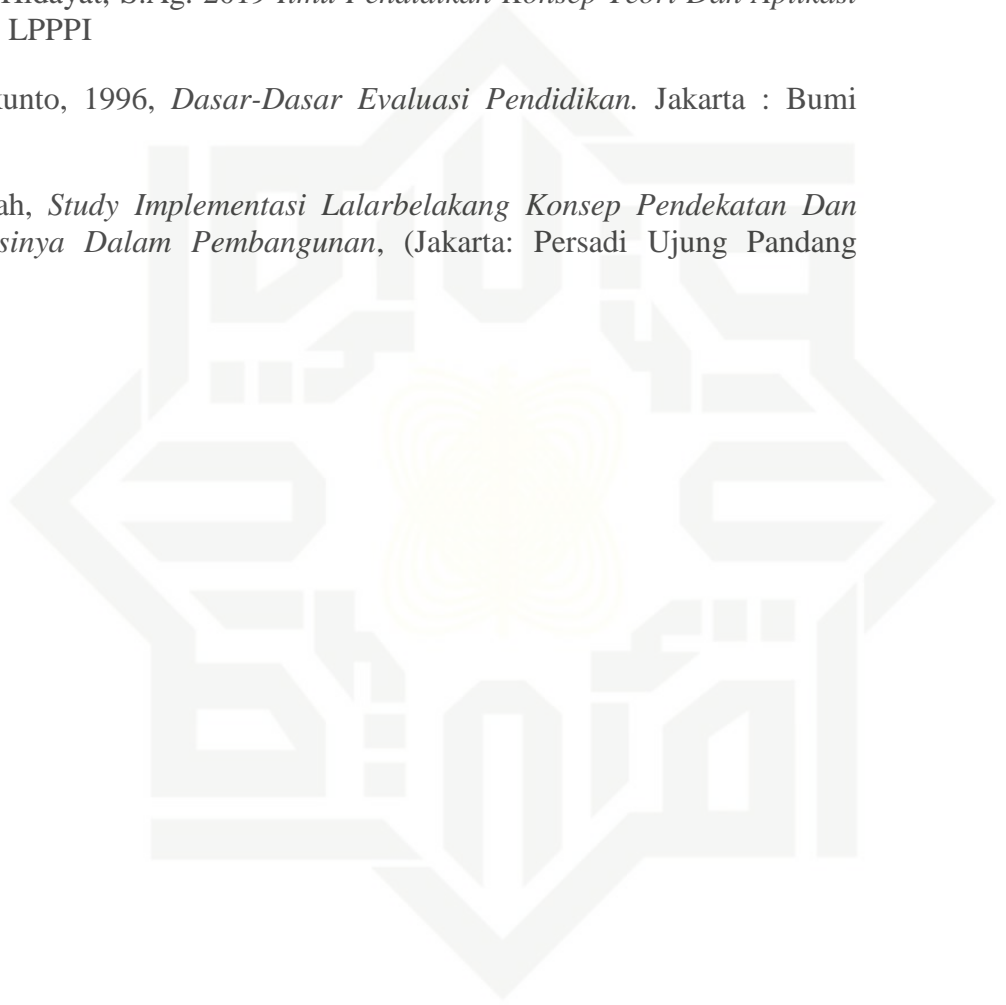 Hidayat, S.Ag. 2019 Ilmu Pendidikan Konsep Teori Dan Aplikasi
LPPPI
unto, 1996, Dasar-Dasar Evaluasi Pendidikan. Jakarta : Bumi
ah, Study Implementasi Lalarbelakang Konsep Pendekatan Dan
sinya Dalam Pembangunan, (Jakarta: Persadi Ujung Pandang